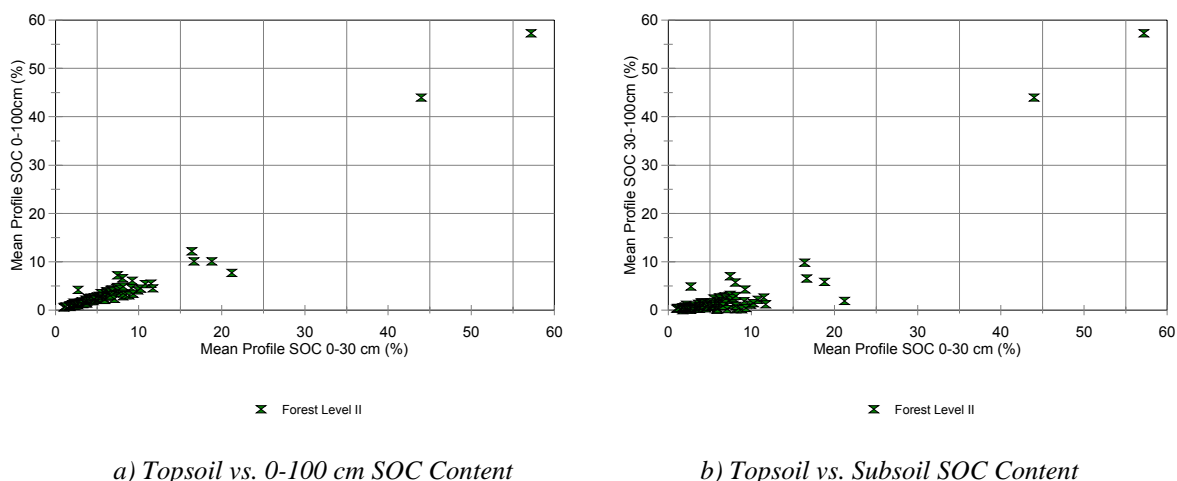 60
50
40
30
20
10
0
0 10 20 30 40 50 60
Mean Profile SOC 0-100cm (%)
Mean Profile SOC 0-30 cm (%)
Forest Level II
a) Topsoil vs. 0-100 cm SOC Content
60
50
40
30
20
10
0
0 10 20 30 40 50 60
Mean Profile SOC 30-100cm (%)
Mean Profile SOC 0-30 cm (%)
Forest Level II
b) Topsoil vs. Subsoil SOC Content